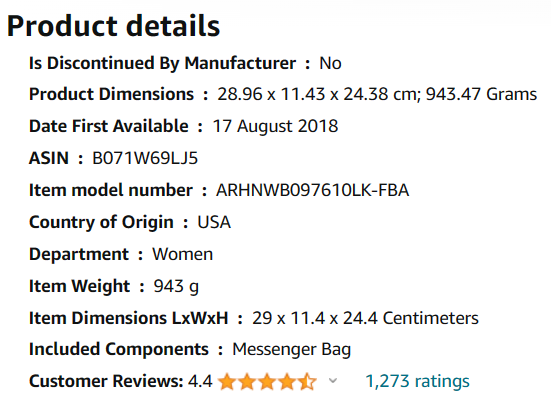 Product details
Is Discontinued By Manufacturer : No
Product Dimensions : 28.96 x 11.43 x 24.38 cm; 943.47 Grams
Date First Available : 17 August 2018
ASIN : B071W69LJ5
Item model number : ARHNWB097610LK-FBA
Country of Origin : USA
Department : Women
Item Weight : 943 g
Item Dimensions LxWxH : 29 x 11.4 x 24.4 Centimeters
Included Components : Messenger Bag
Customer Reviews: 4.4 1,273 ratings